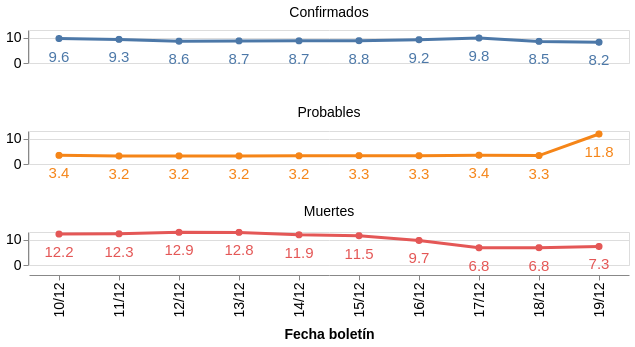 Confirmados
10
0
9.6 9.3 8.6 8.7 8.7 8.8 9.2 9.8 8.5 8.2
Probables
10
0
3.4 3.2 3.2 3.2 3.2 3.3 3.3 3.4 3.3 11.8
Muertes
10
0
12.2 12.3 12.9 12.8 11.9 11.5 9.7 6.8 6.8 7.3
10/12 11/12 12/12 13/12 14/12 15/12 16/12 17/12 18/12 19/12
Fecha boletín